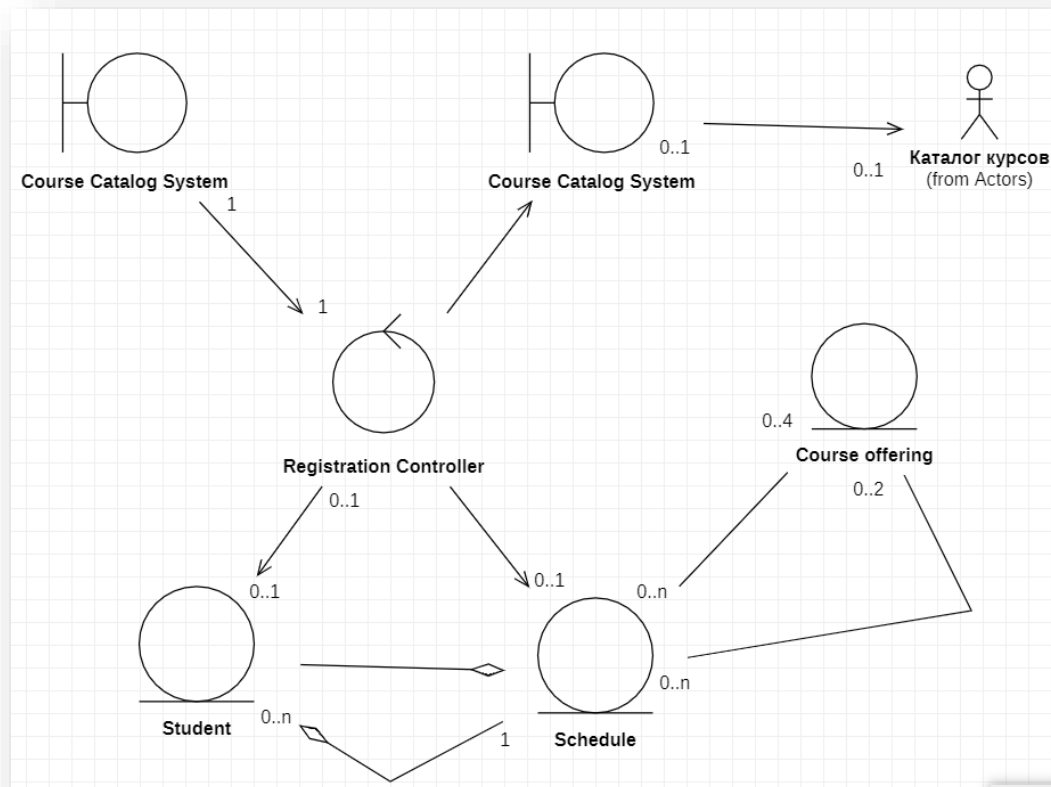 Course Catalog System
1
1
Course Catalog System
0..1
0..1
Каталог курсов
(from Actors)
Registration Controller
0..1
0..1
0..1
0..4
Course offering
0..2
0..n
0..n
Student
0..n
1
Schedule